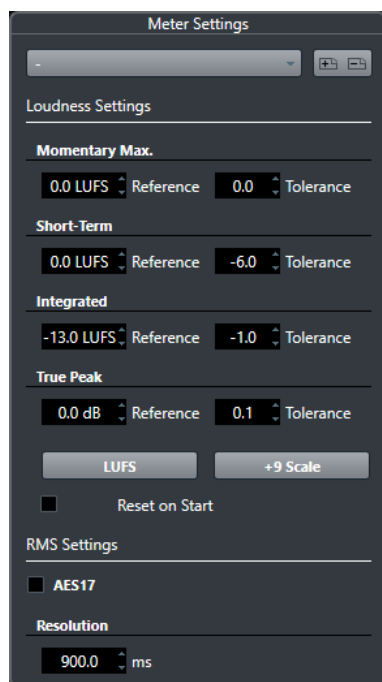 Meter Settings
-
Loudness Settings
Momentary Max.
0.0 LUFS Reference 0.0 Tolerance
Short-Term
0.0 LUFS Reference -6.0 Tolerance
Integrated
-13.0 LUFS Reference -1.0 Tolerance
True Peak
0.0 dB Reference 0.1 Tolerance
LUFS +9 Scale
Reset on Start
RMS Settings
AES17
Resolution
900.0 ms